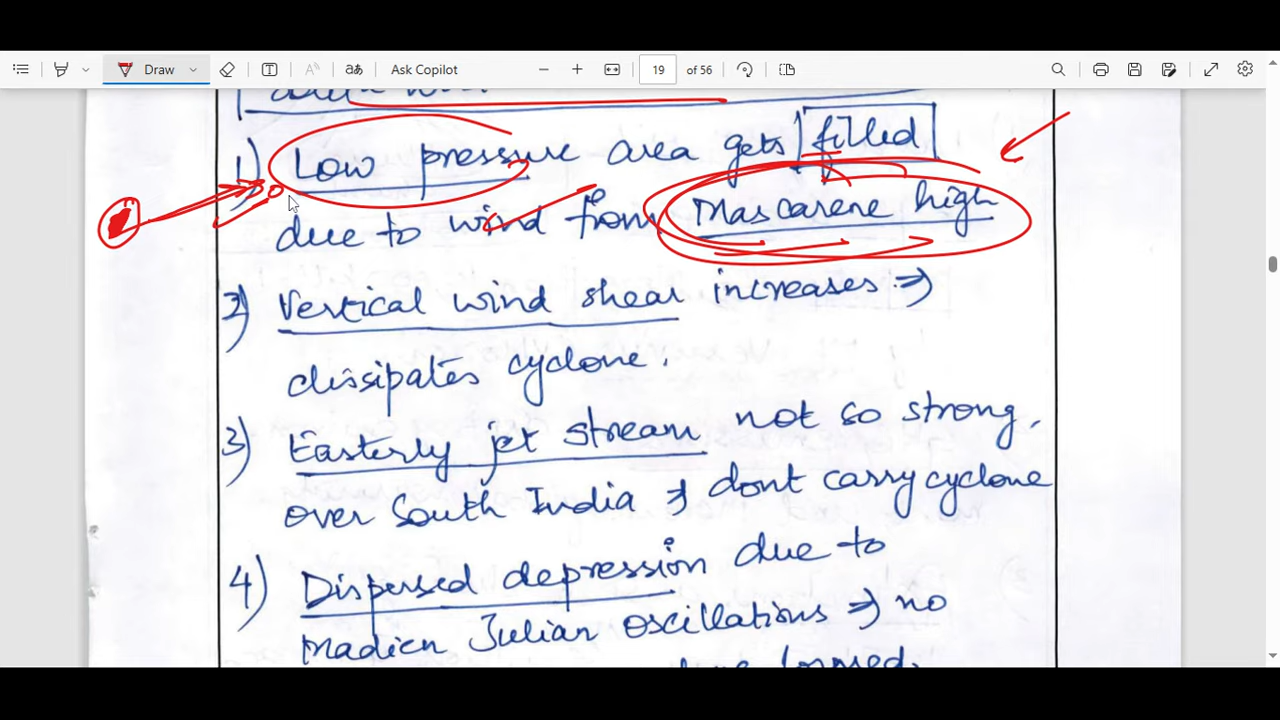 Draw
Ask Copilot
19 of 56
1) Low pressure area gets filled
due to wind from Mascarene high
2) Vertical wind shear increases ⇒
dissipates cyclone.
3) Easterly jet stream not so strong.
over South India ⇒ dont carry cyclone
4) Dispersed depression due to
Madien Julian oscillations ⇒ no
formed.